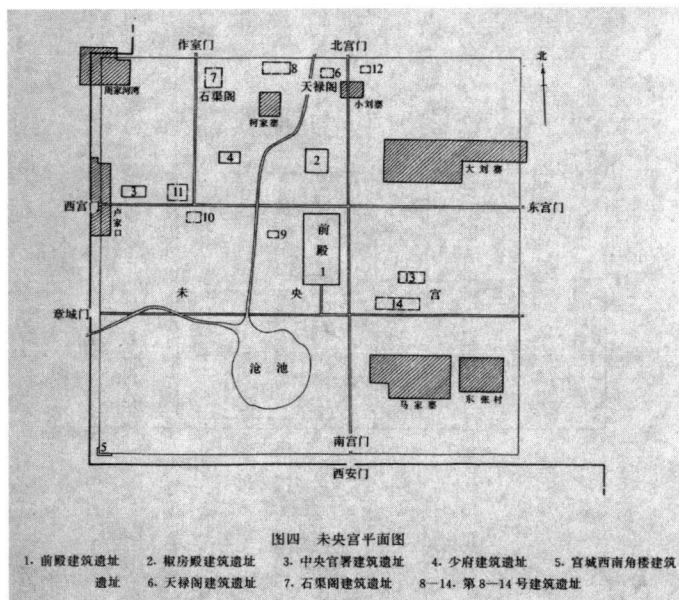 作室门
北宫门
北
7
8
6
12
石渠阁
天禄阁
周家河湾
柯家寨
小刘寨
4
2
大刘寨
3
11
西宫门
东宫门
卢家口
10
9
前殿
1
13
未央宫
14
章城门
沧池
马家寨
东张村
南宫门
5
西安门
图四 未央宫平面图
1. 前殿建筑遗址 2. 椒房殿建筑遗址 3. 中央官署建筑遗址 4. 少府建筑遗址 5. 宫城西南角楼建筑
遗址 6. 天禄阁建筑遗址 7. 石渠阁建筑遗址 8—14. 第8—14号建筑遗址